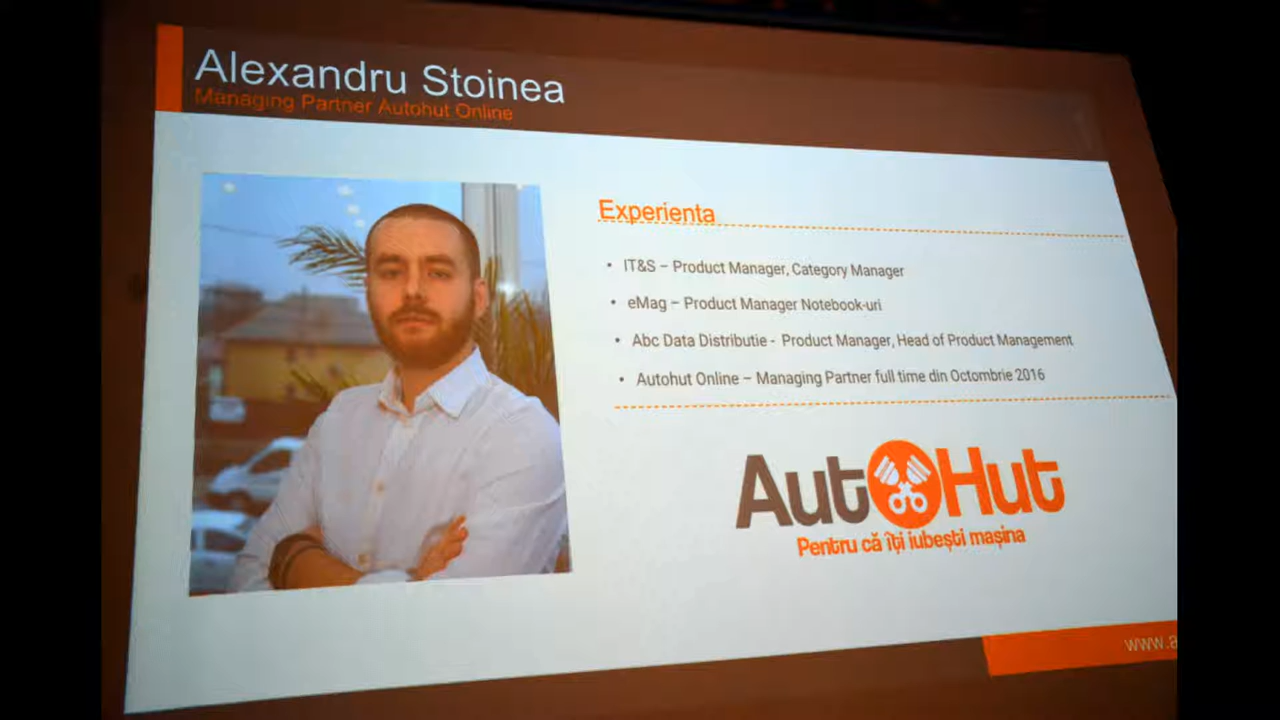 Alexandru Stoinea
Managing Partner Autohut Online
Experienta
• IT&S – Product Manager, Category Manager
• eMag – Product Manager Notebook-uri
• Abc Data Distributie - Product Manager, Head of Product Management
• Autohut Online – Managing Partner full time din Octombrie 2016
AutoHut
Pentru că îți iubești mașina
www.a